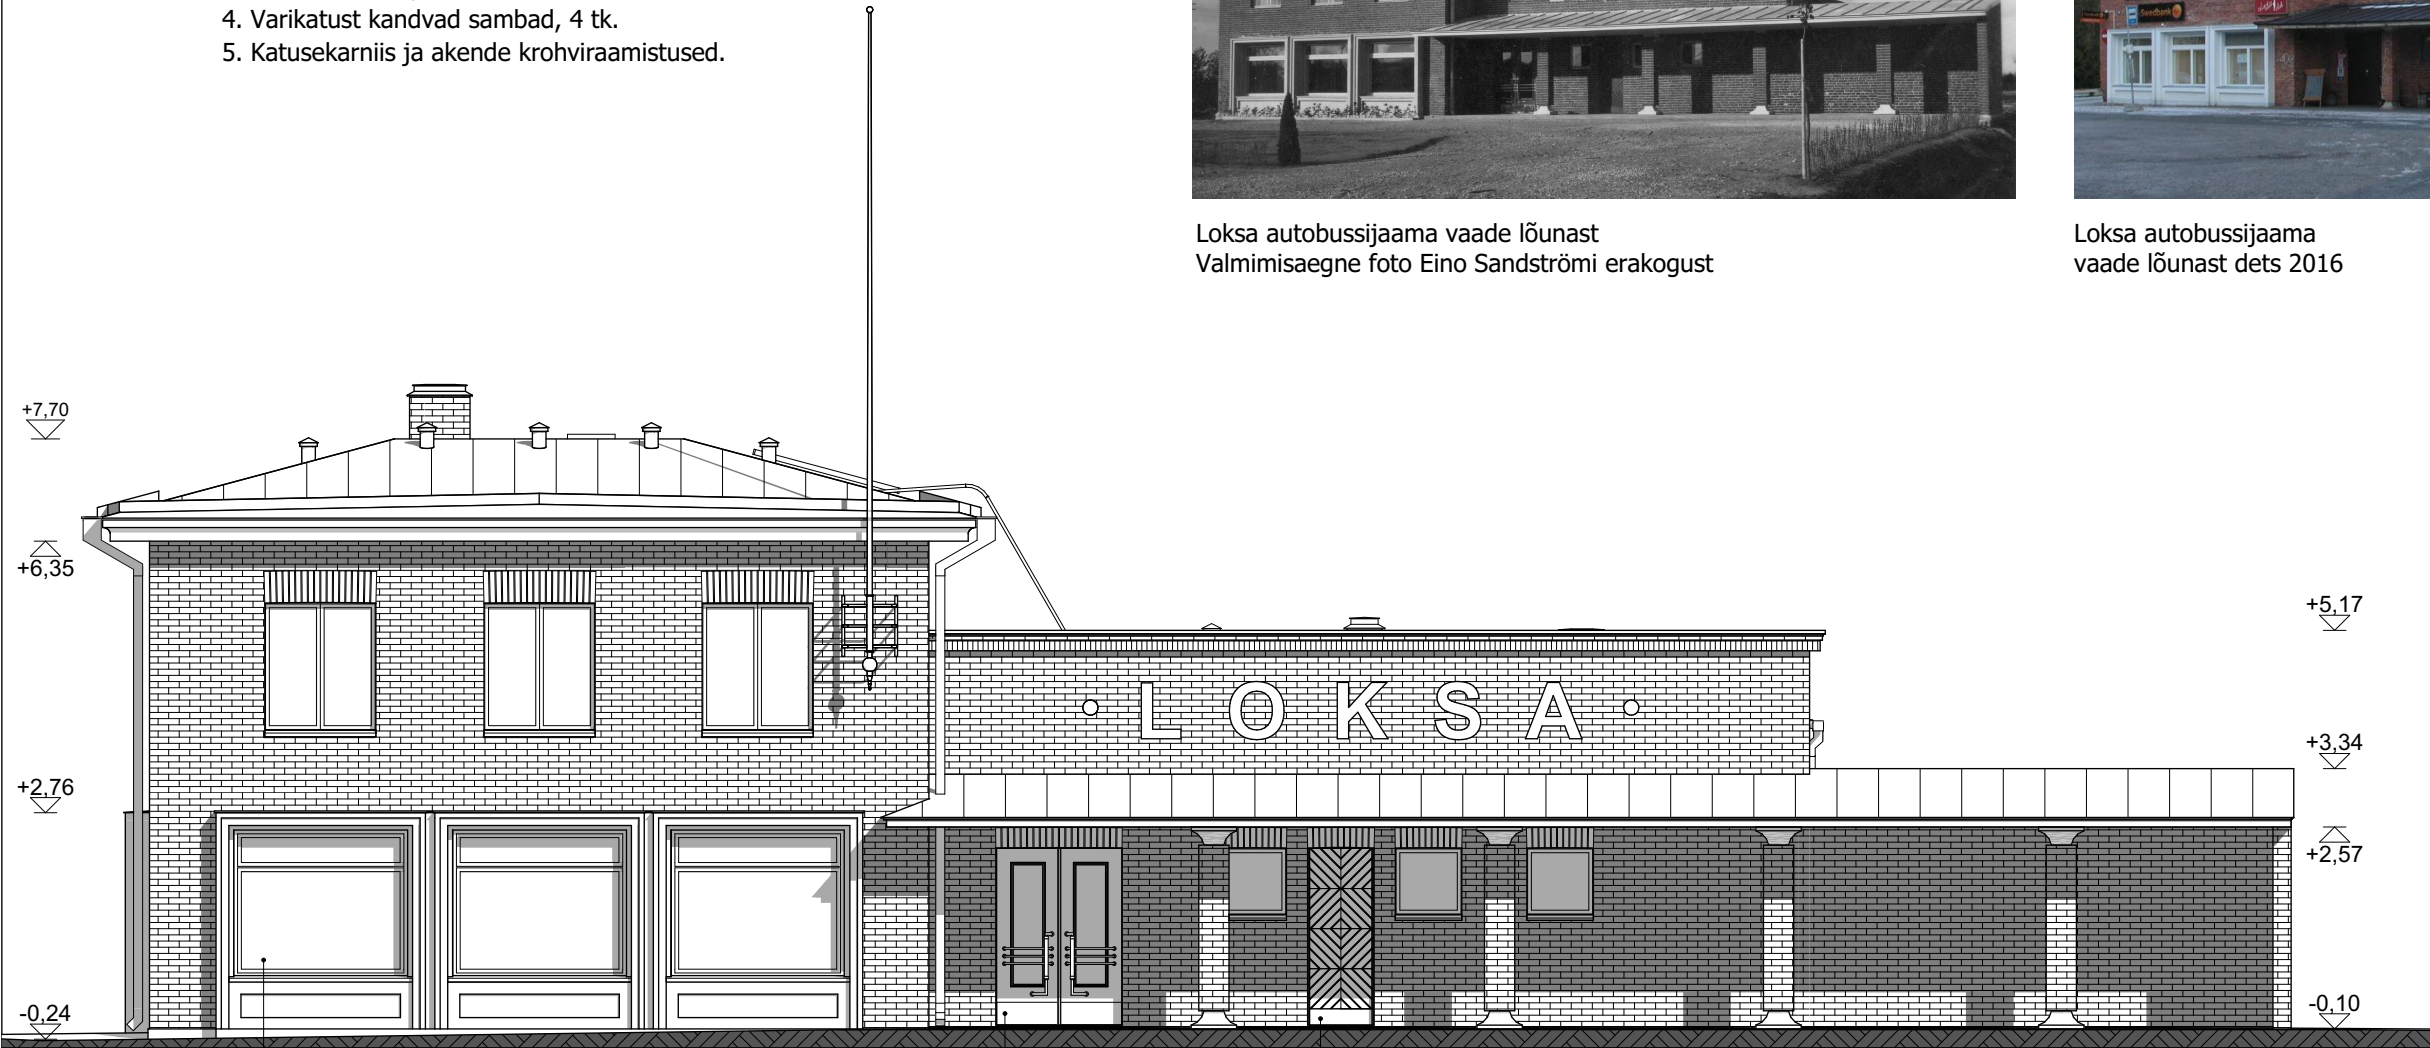 4. Varikatust kandvad sambad, 4 tk.
5. Katusekarniis ja akende krohviraamistused.
Swedbank
Loksa autobussijaama vaade lõunast
Valmimisaegne foto Eino Sandströmi erakogust
Loksa autobussijaama
vaade lõunast dets 2016
+7,70
+6,35
+5,17
LOKSA
+3,34
+2,76
+2,57
-0,24
-0,10